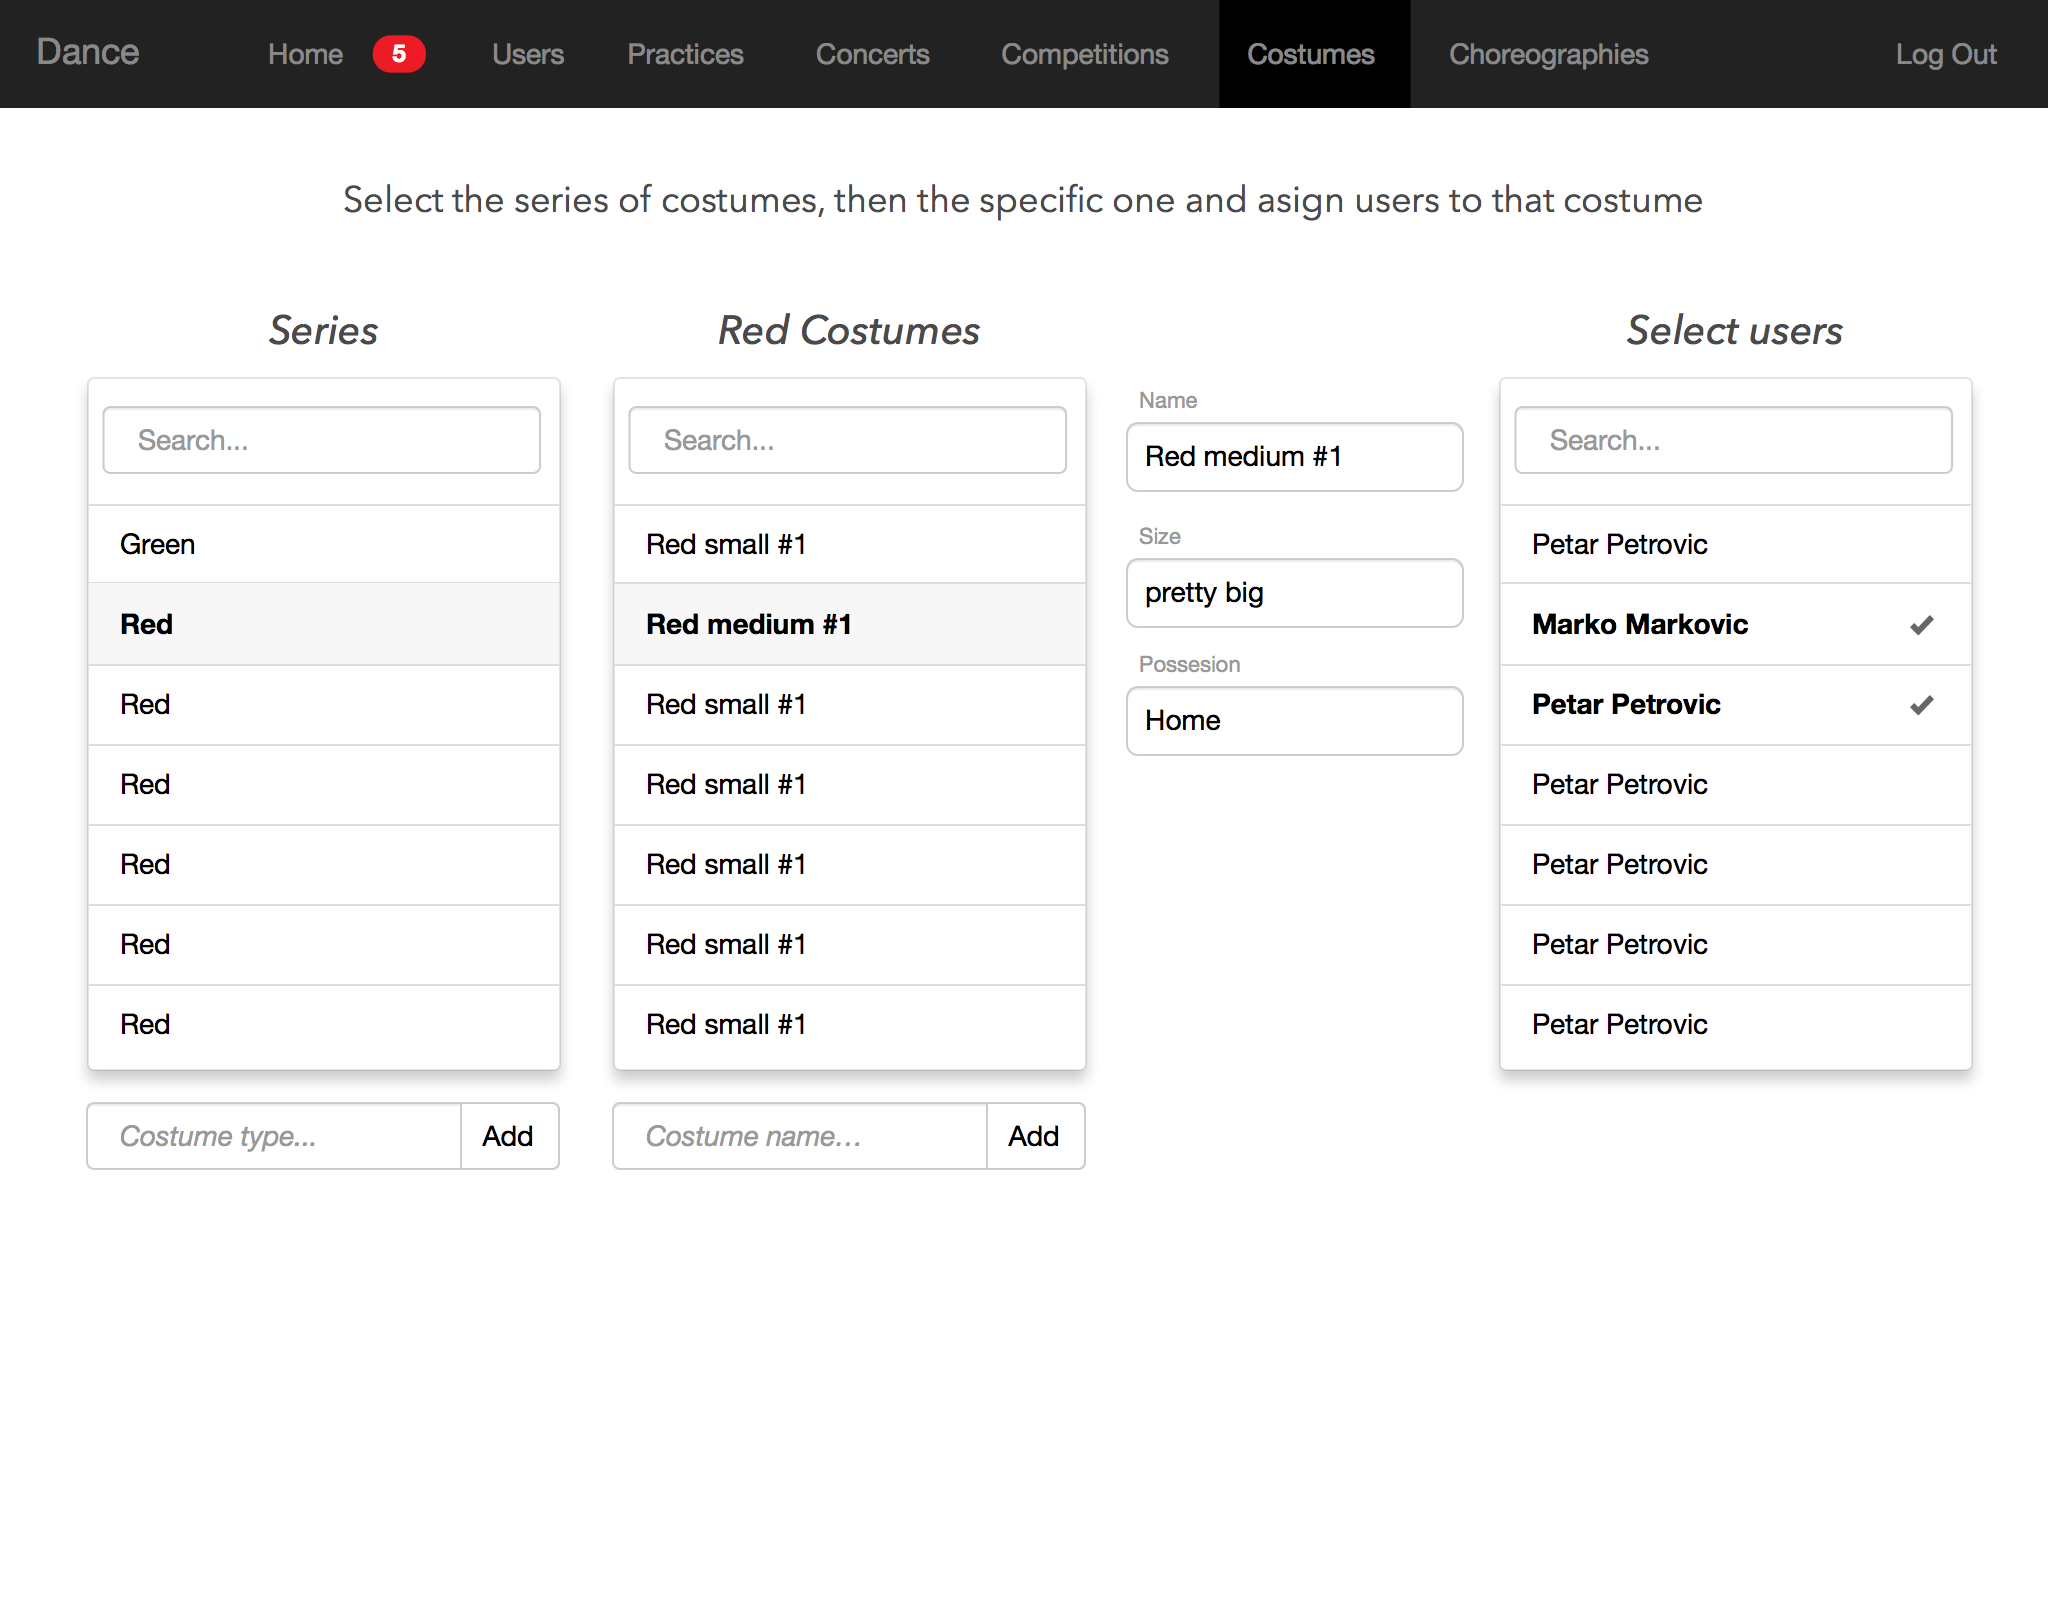 Dance Home 5 Users Practices Concerts Competitions Costumes Choreographies Log Out
Select the series of costumes, then the specific one and asign users to that costume
Series
Search...
Green
Red
Red
Red
Red
Red
Red
Costume type... Add
Red Costumes
Search...
Red small #1
Red medium #1
Red small #1
Red small #1
Red small #1
Red small #1
Red small #1
Costume name... Add
Name
Red medium #1
Size
pretty big
Possesion
Home
Select users
Search...
Petar Petrovic
Marko Markovic
Petar Petrovic
Petar Petrovic
Petar Petrovic
Petar Petrovic
Petar Petrovic